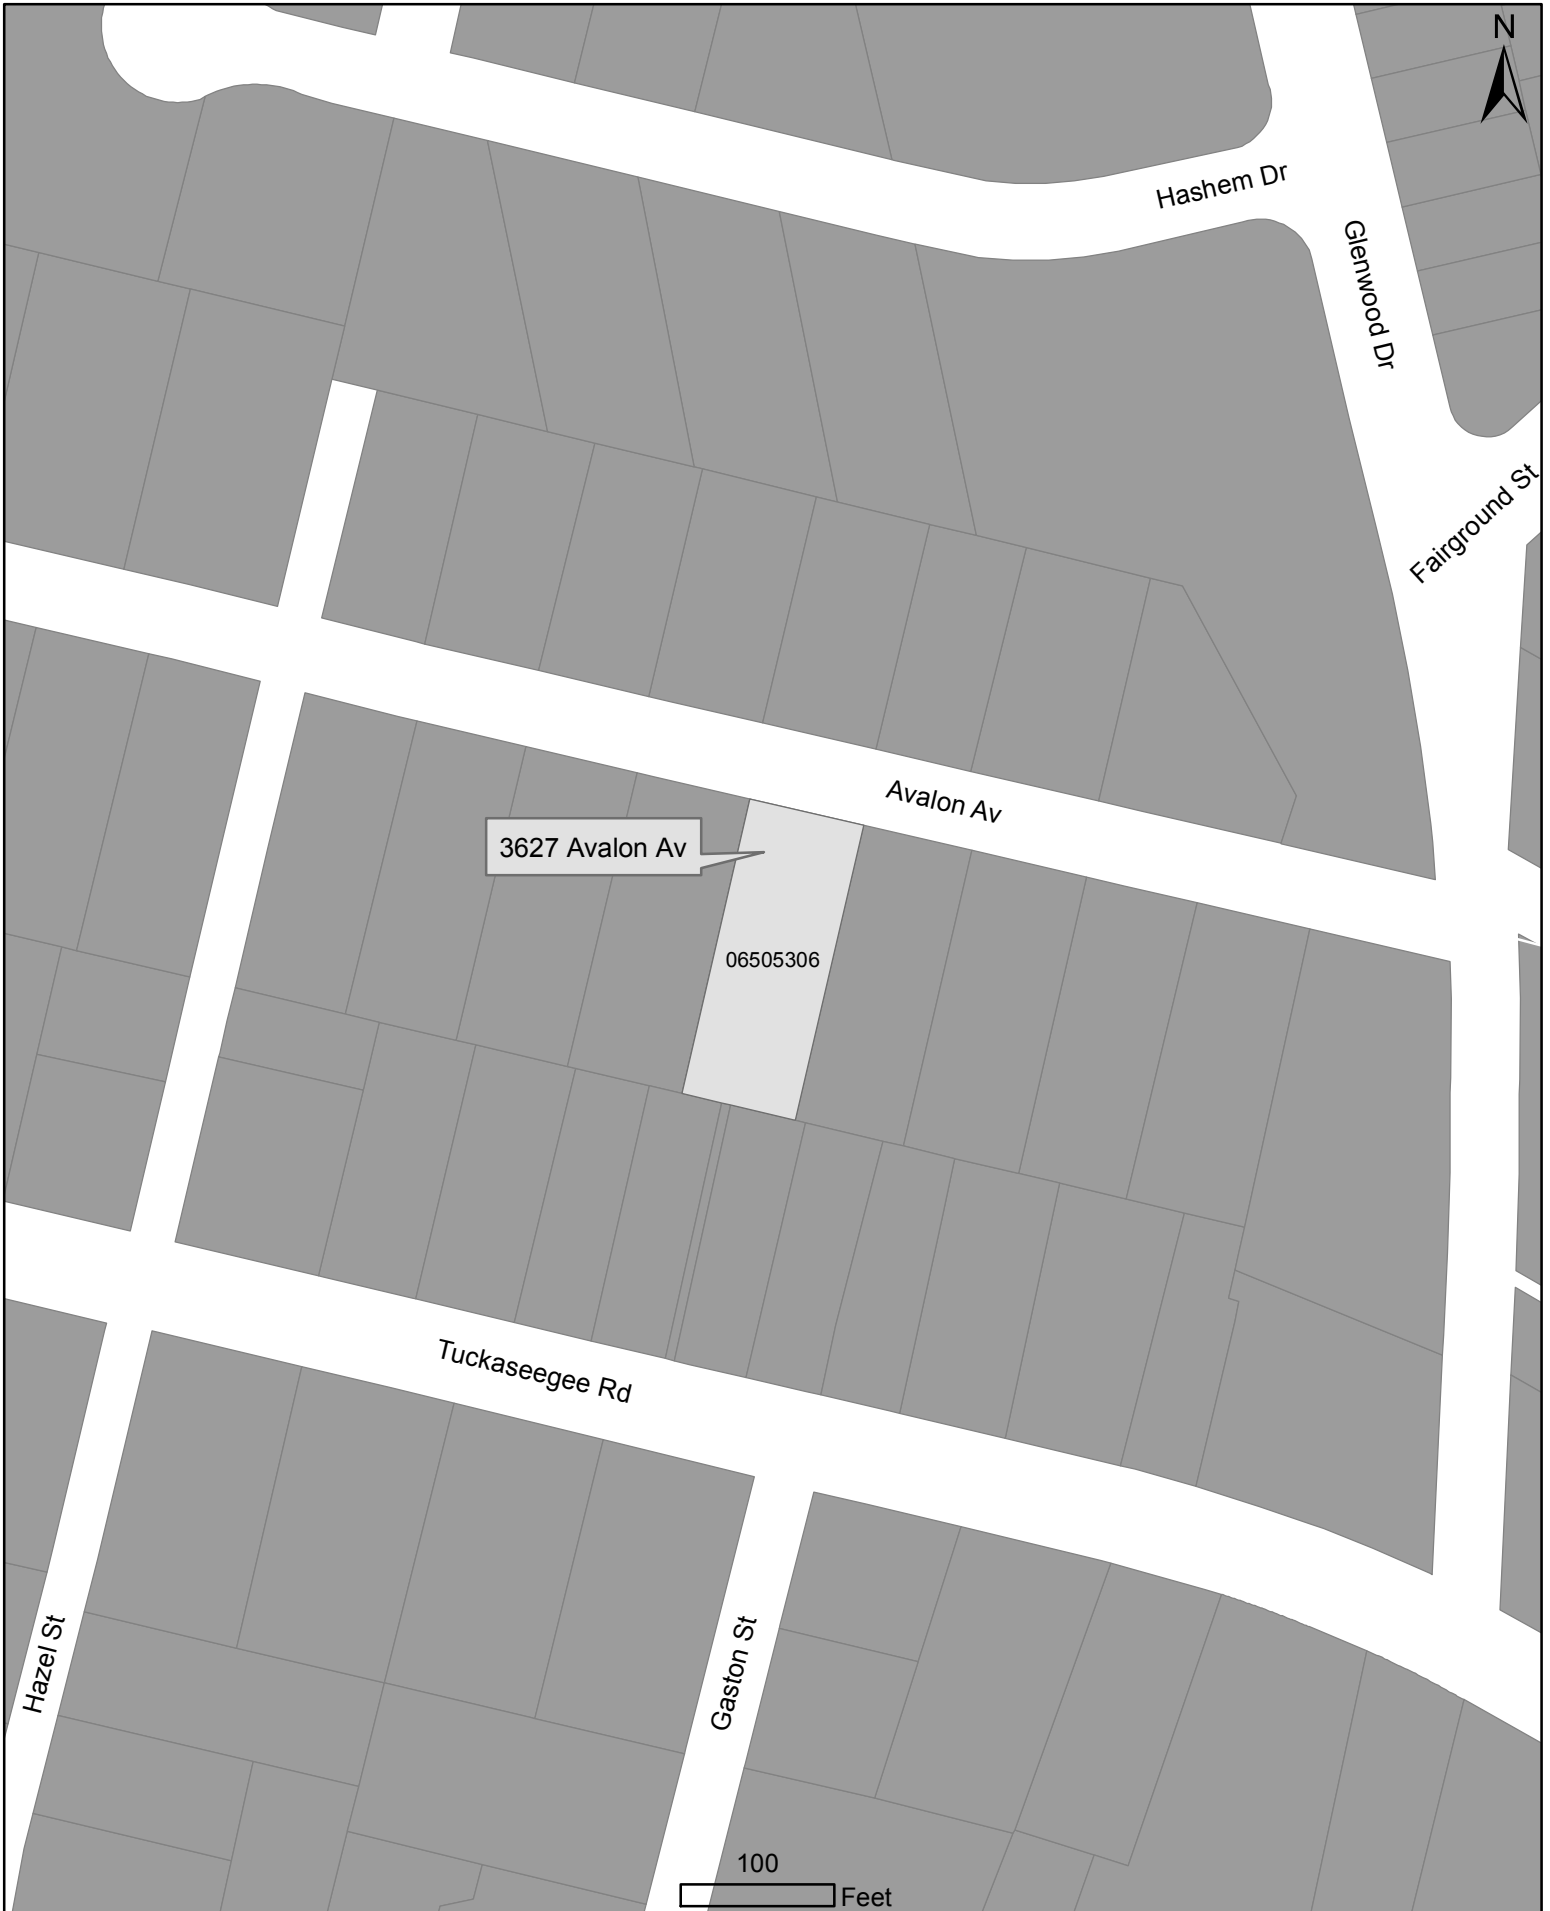 N
Hashem Dr
Glenwood Dr
Fairground St
Avalon Av
3627 Avalon Av
06505306
Tuckaseegee Rd
Hazel St
Gaston St
100
Feet